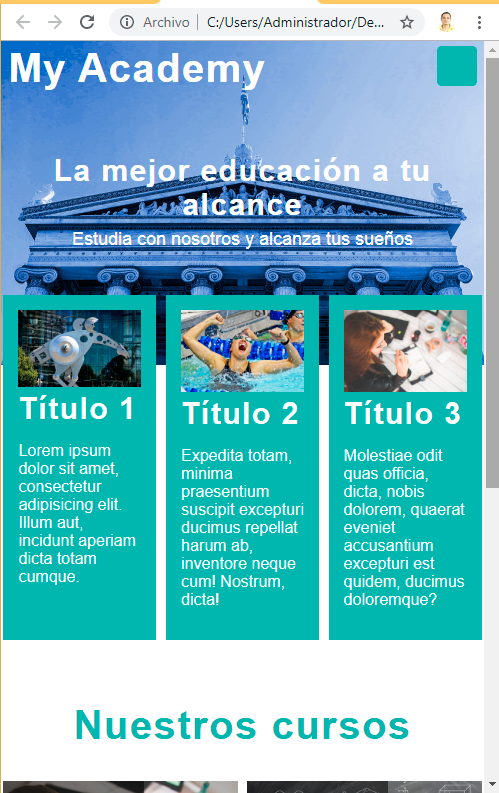 Archivo | C:/Users/Administrador/De...
My Academy
La mejor educación a tu
alcance
Estudia con nosotros y alcanza tus sueños
Título 1
Lorem ipsum
dolor sit amet,
consectetur
adipisicing elit.
Illum aut,
incidunt aperiam
dicta totam
cumque.
Título 2
Expedita totam,
minima
praesentium
suscipit excepturi
ducimus repellat
harum ab,
inventore neque
cum! Nostrum,
dicta!
Título 3
Molestiae odit
quas officia,
dicta, nobis
dolorem, quaerat
eveniet
accusantium
excepturi est
quidem, ducimus
doloremque?
Nuestros cursos